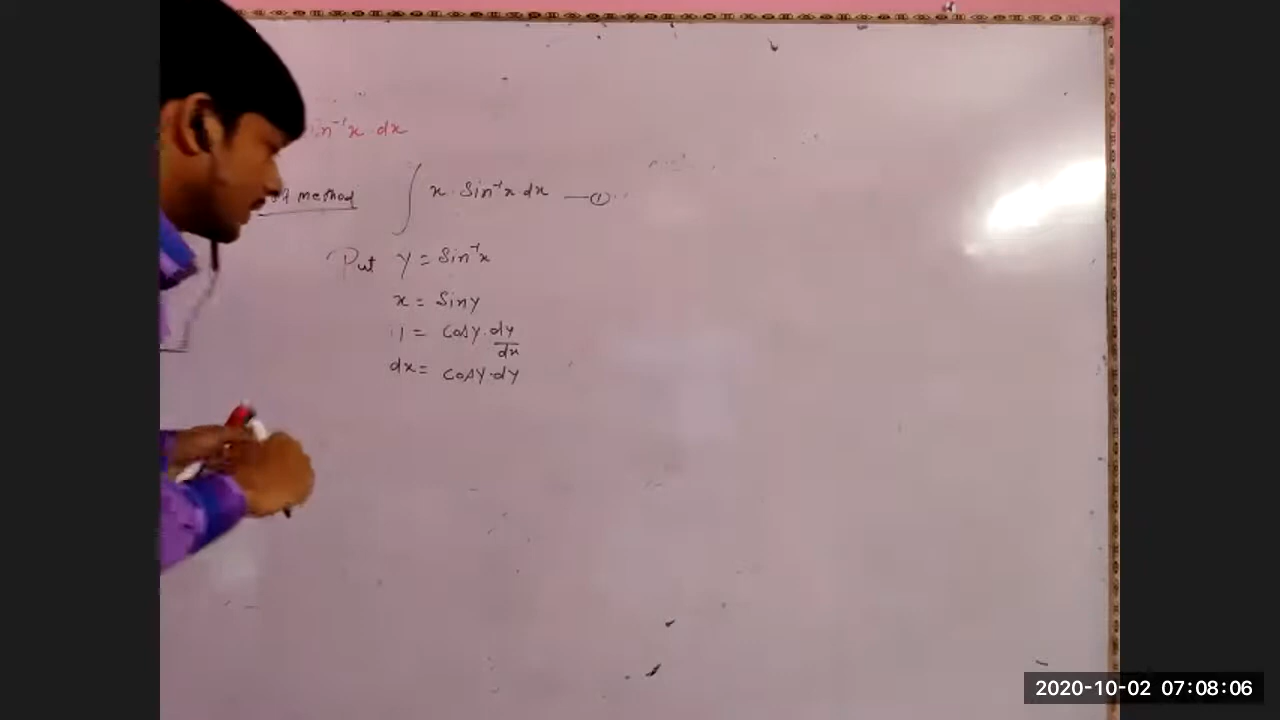 sin⁻¹x dx
method ∫ x · Sin⁻¹x dx —①
Put y = Sin⁻¹x
x = Siny
1 = cosy · dy/dx
dx = cosy · dy
2020-10-02 07:08:06